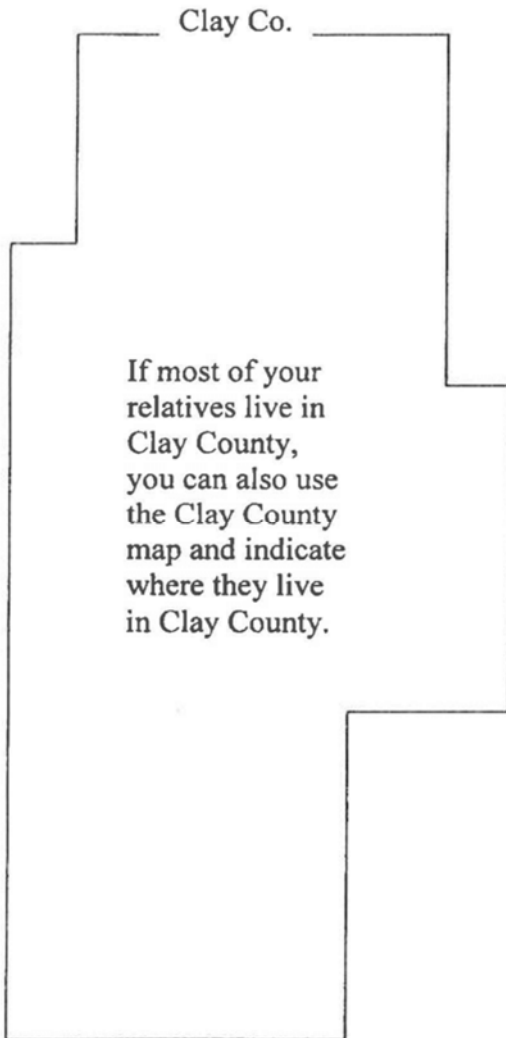 Clay Co.
If most of your
relatives live in
Clay County,
you can also use
the Clay County
map and indicate
where they live
in Clay County.